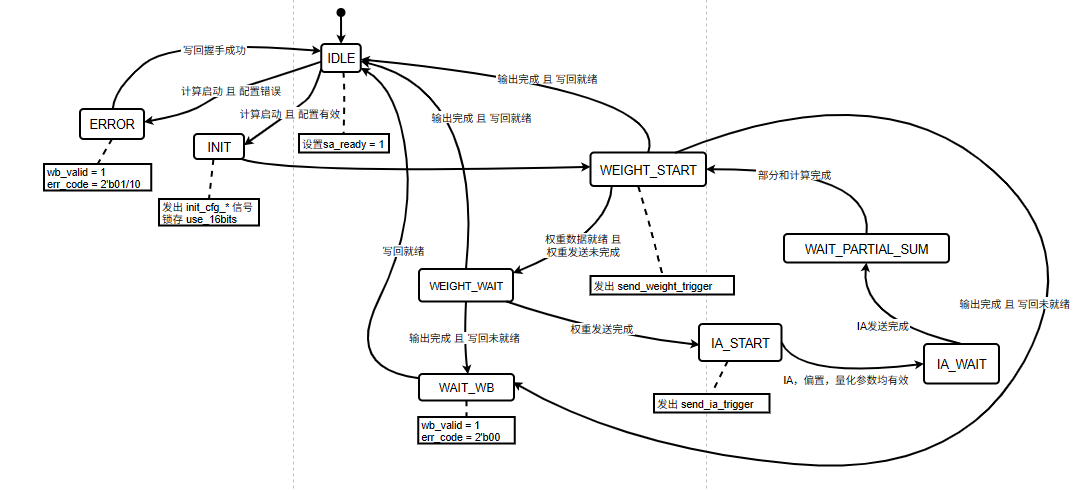 写回握手成功
IDLE
计算启动 且 配置错误
输出完成 且 写回就绪
计算启动 且 配置有效
输出完成 且 写回就绪
ERROR
INIT
设置sa_ready = 1
wb_valid = 1
err_code = 2'b01/10
发出 init_cfg_* 信号
锁存 use_16bits
WEIGHT_START
部分和计算完成
权重数据就绪 且
权重发送未完成
WAIT_PARTIAL_SUM
写回就绪
WEIGHT_WAIT
发出 send_weight_trigger
输出完成 且 写回未就绪
输出完成 且 写回未就绪
权重发送完成
IA_START
IA发送完成
IA_WAIT
IA，偏置，量化参数均有效
WAIT_WB
发出 send_ia_trigger
wb_valid = 1
err_code = 2'b00